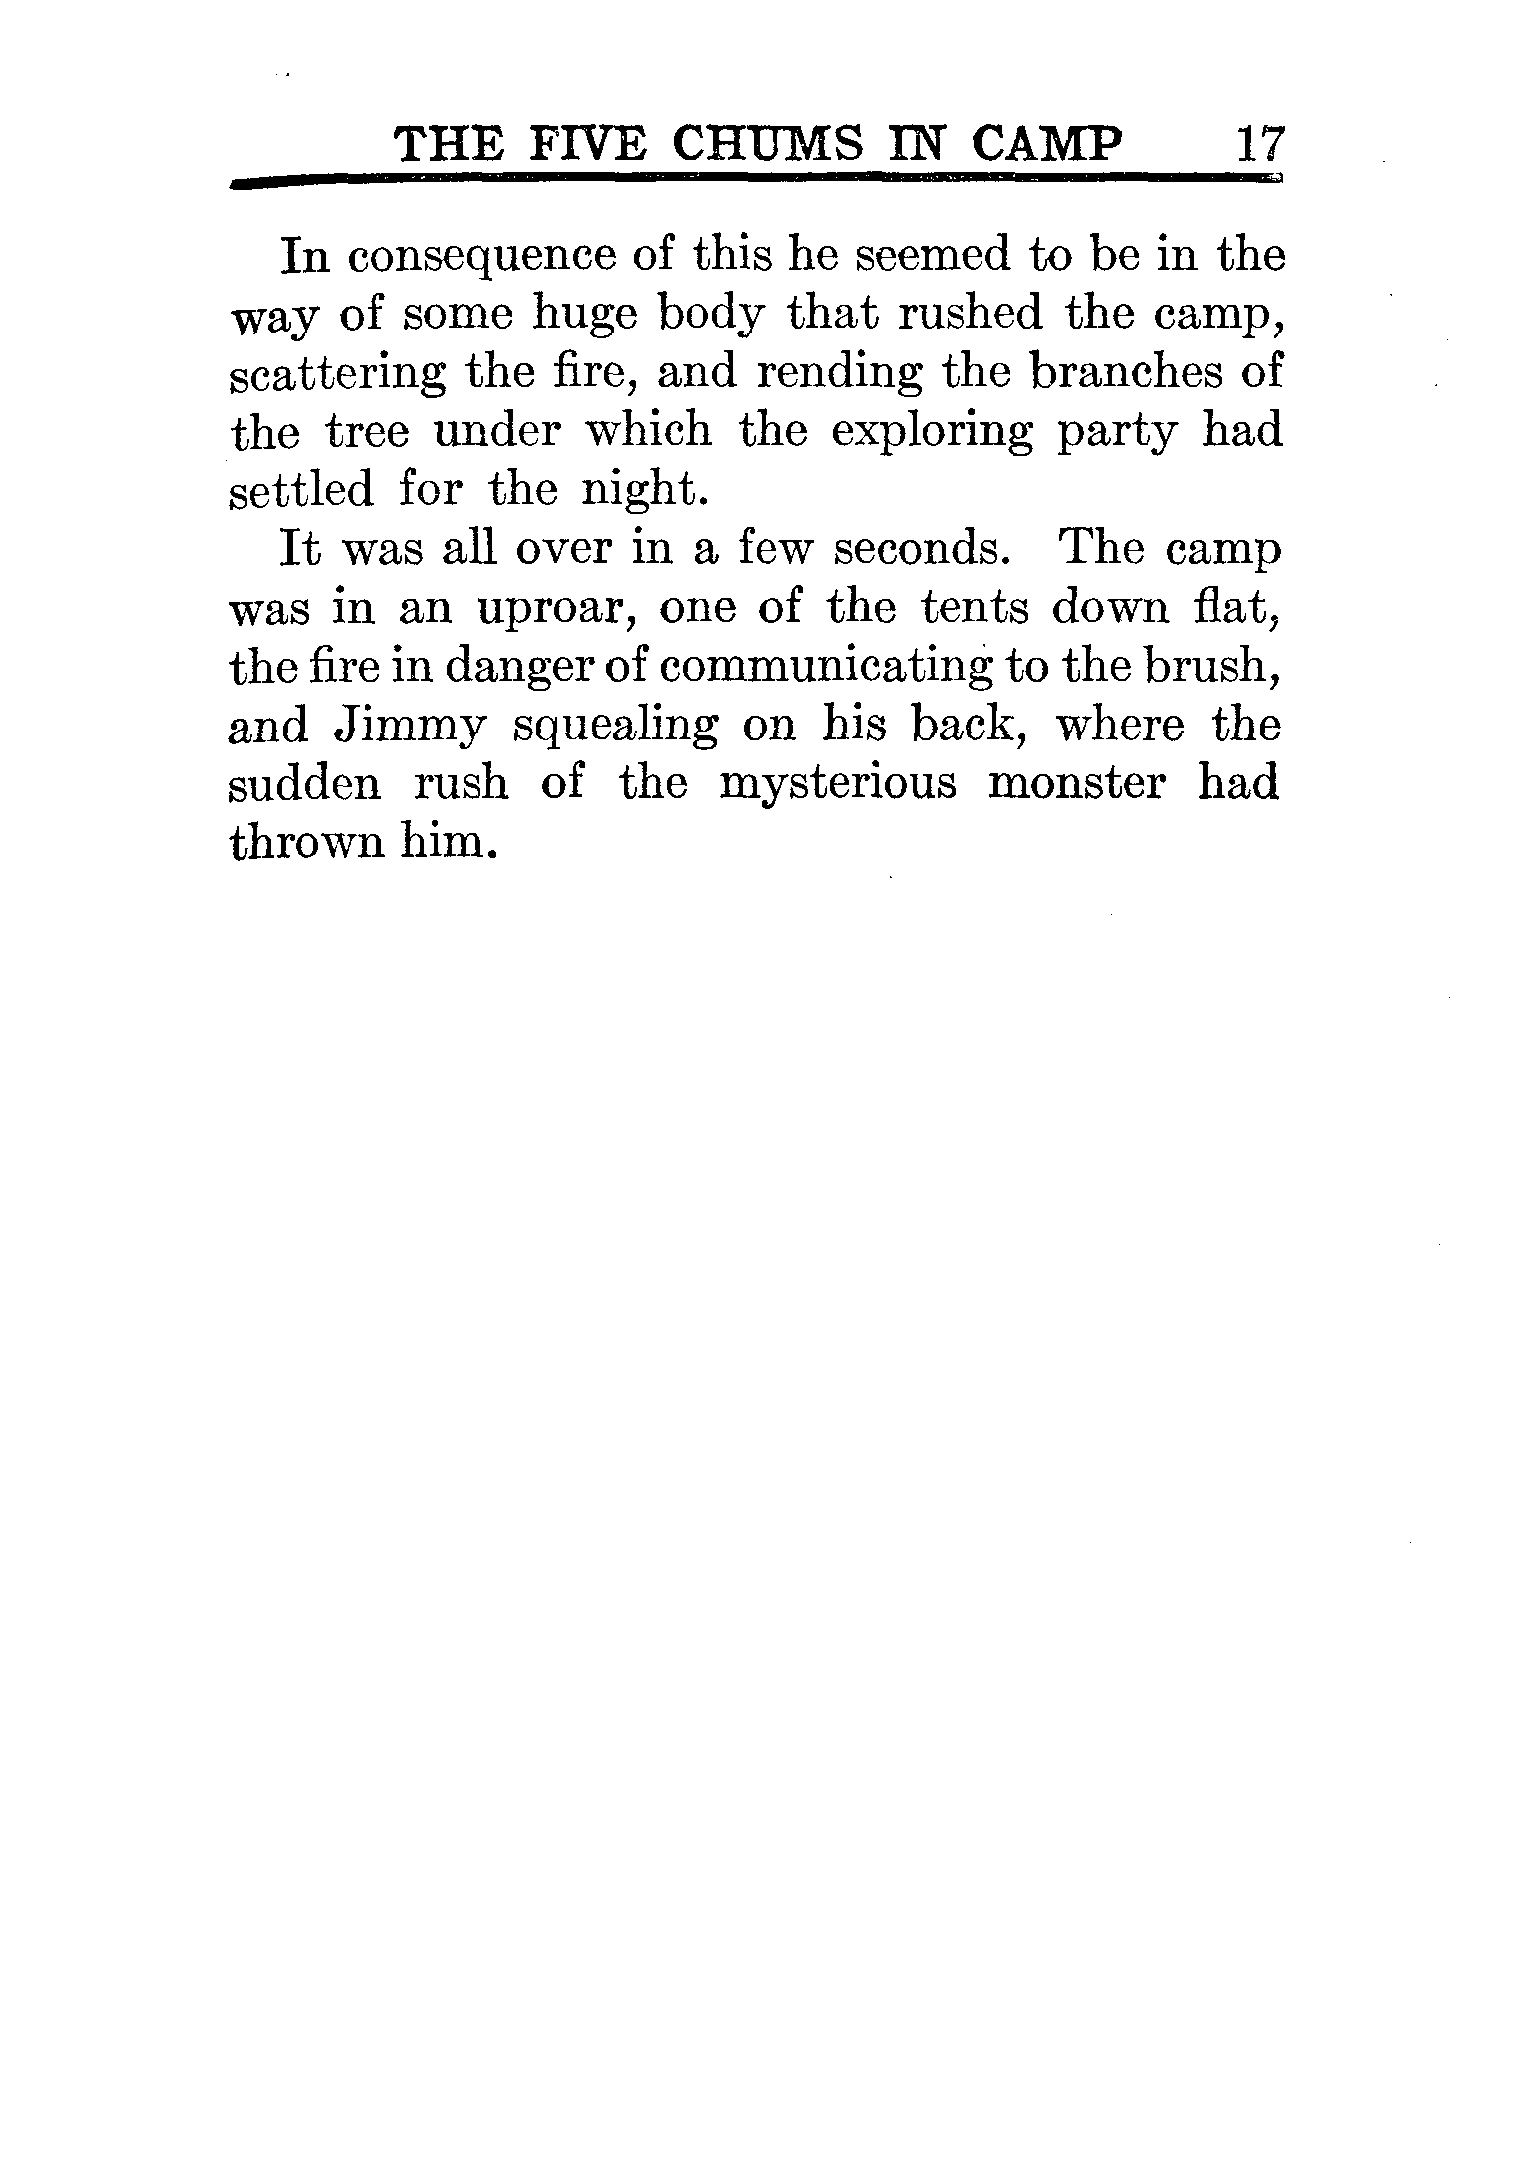 THE FIVE CHUMS IN CAMP 17
In consequence of this he seemed to be in the
way of some huge body that rushed the camp,
scattering the fire, and rending the branches of
the tree under which the exploring party had
settled for the night.
It was all over in a few seconds. The camp
was in an uproar, one of the tents down flat,
the fire in danger of communicating to the brush,
and Jimmy squealing on his back, where the
sudden rush of the mysterious monster had
thrown him.